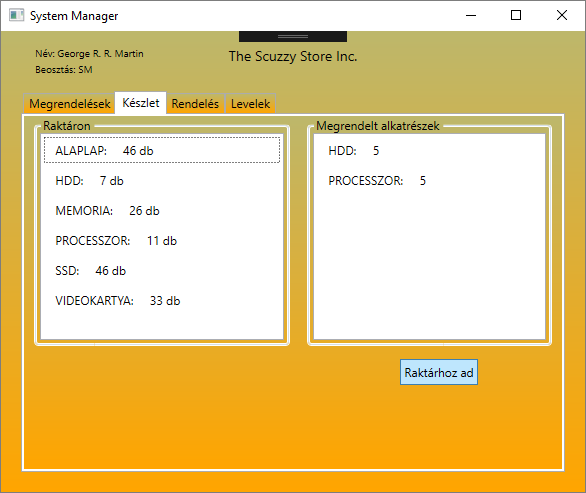 System Manager
Név: George R. R. Martin
Beosztás: SM
The Scuzzy Store Inc.
Megrendelések Készlet Rendelés Levelek
Raktáron
ALAPLAP: 46 db
HDD: 7 db
MEMORIA: 26 db
PROCESSZOR: 11 db
SSD: 46 db
VIDEOKARTYA: 33 db
Megrendelt alkatrészek
HDD: 5
PROCESSZOR: 5
Raktárhoz ad